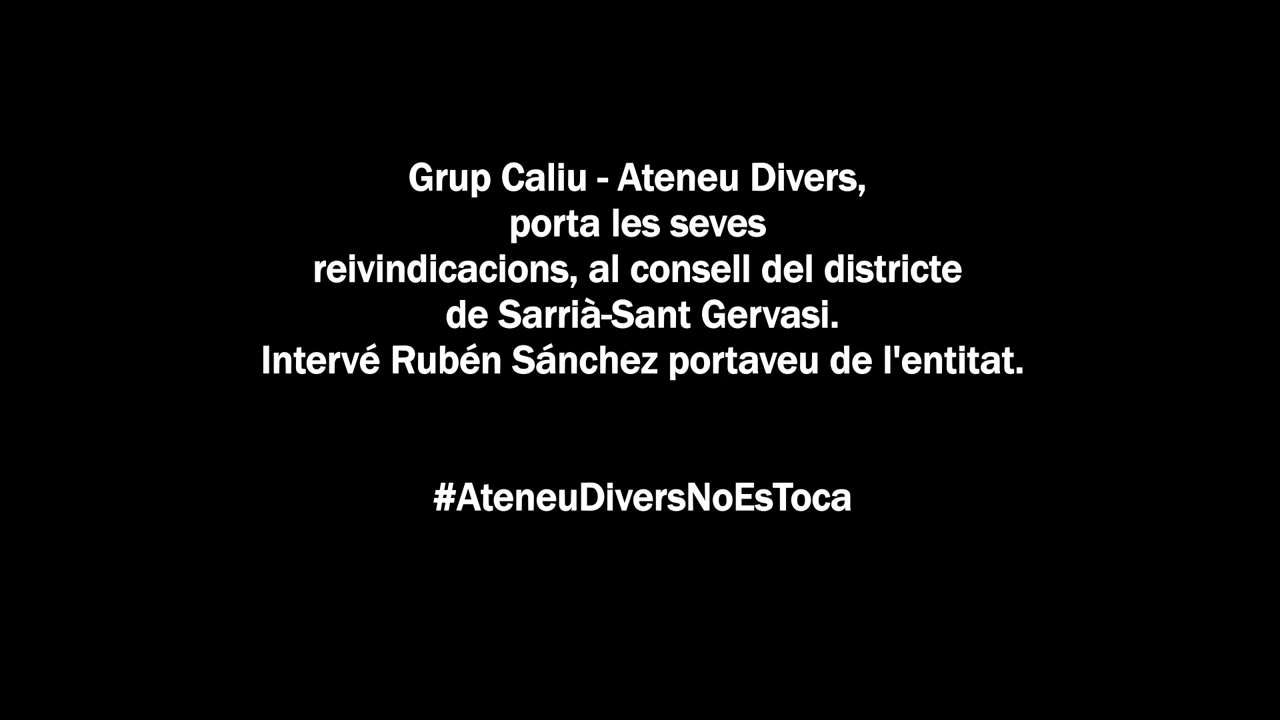 Grup Caliu - Ateneu Divers,
porta les seves
reivindicacions, al consell del districte
de Sarrià-Sant Gervasi.
Intervé Rubén Sánchez portaveu de l'entitat.
#AteneuDiversNoEsToca